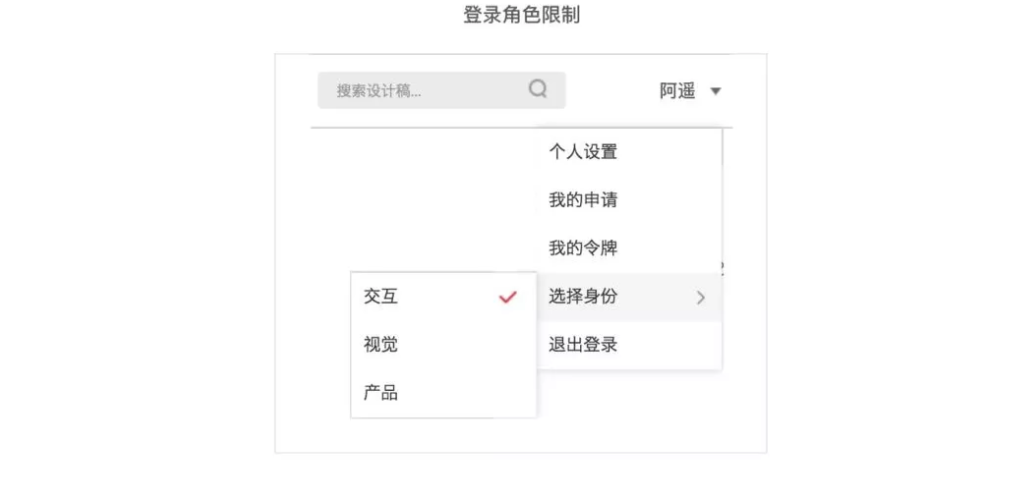 登录角色限制
搜索设计稿...
阿遥
个人设置
我的申请
我的令牌
选择身份
退出登录
交互
视觉
产品